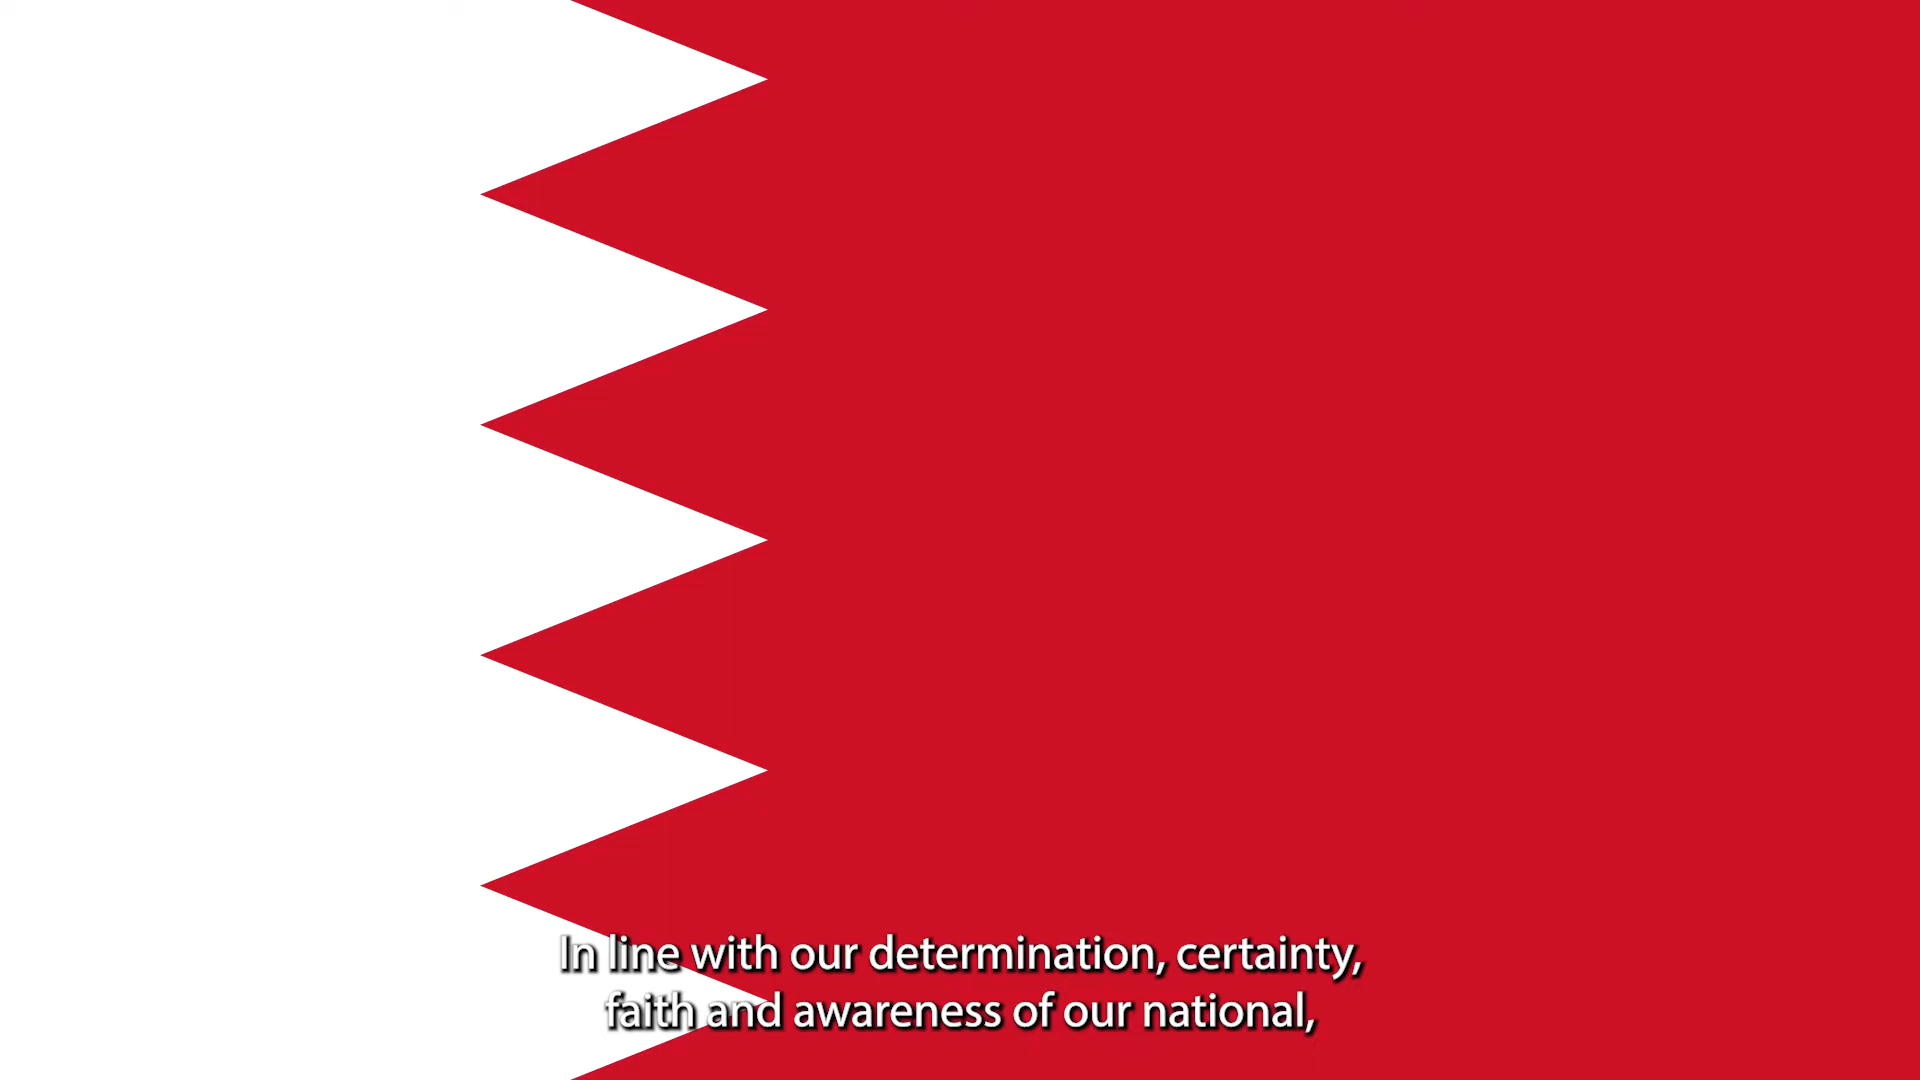 In line with our determination, certainty,
faith and awareness of our national,